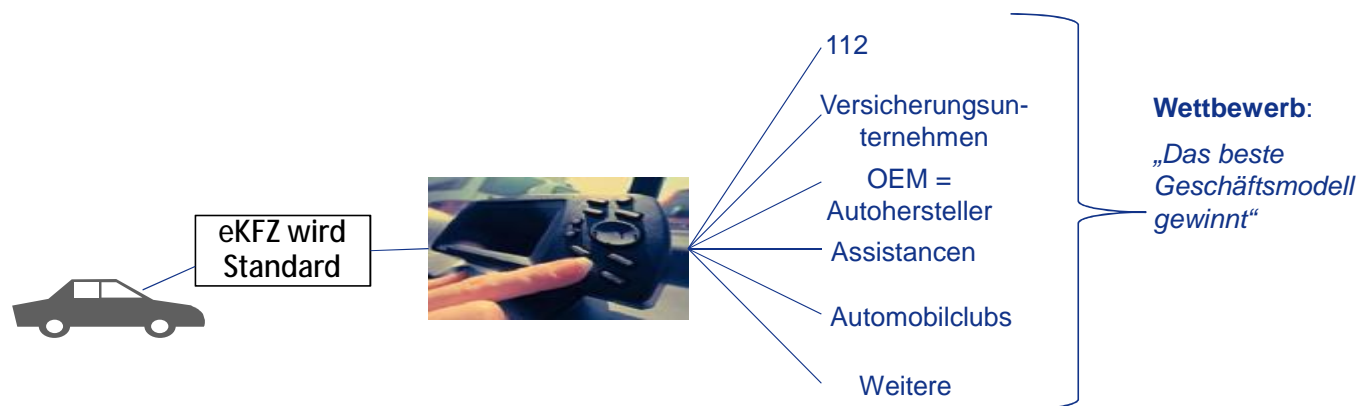 eKFZ wird
Standard
112
Versicherungsun-
ternehmen
OEM =
Autohersteller
Assistancen
Automobilclubs
Weitere
Wettbewerb:
„Das beste
Geschäftsmodell
gewinnt“